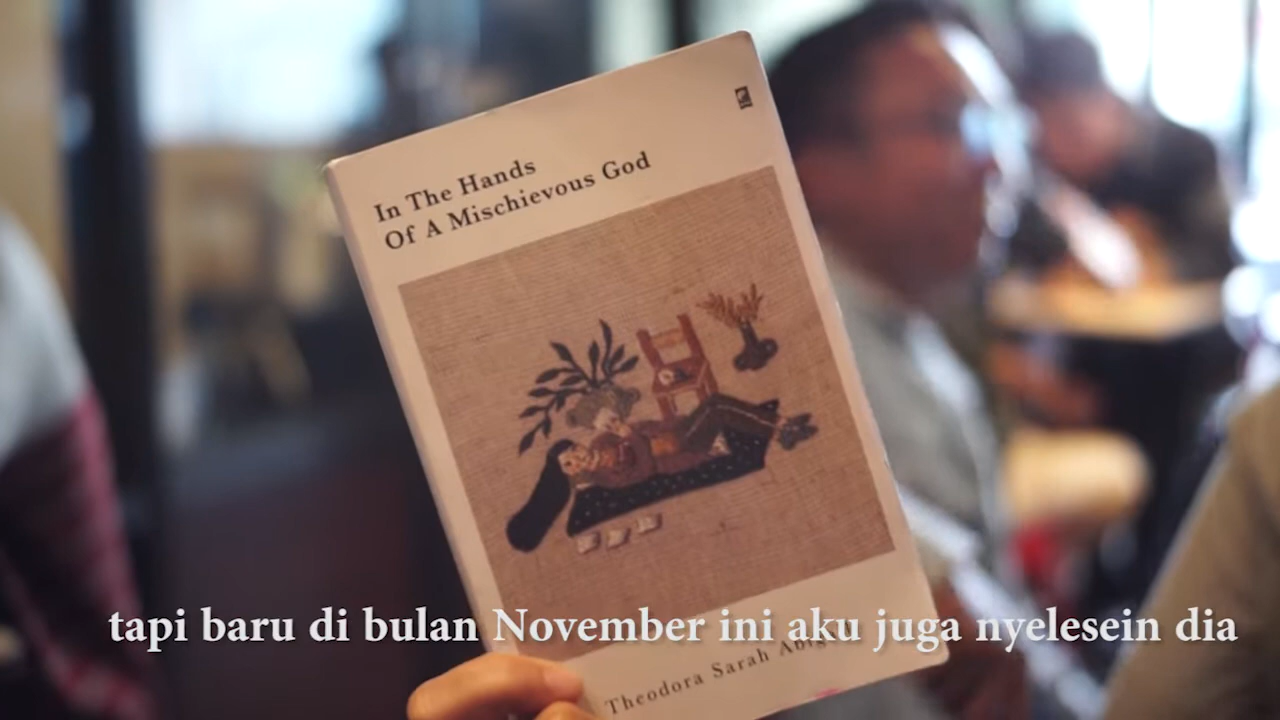 In The Hands
Of A Mischievous God
tapi baru di bulan November ini aku juga nyelesein dia
Theodora Sarah